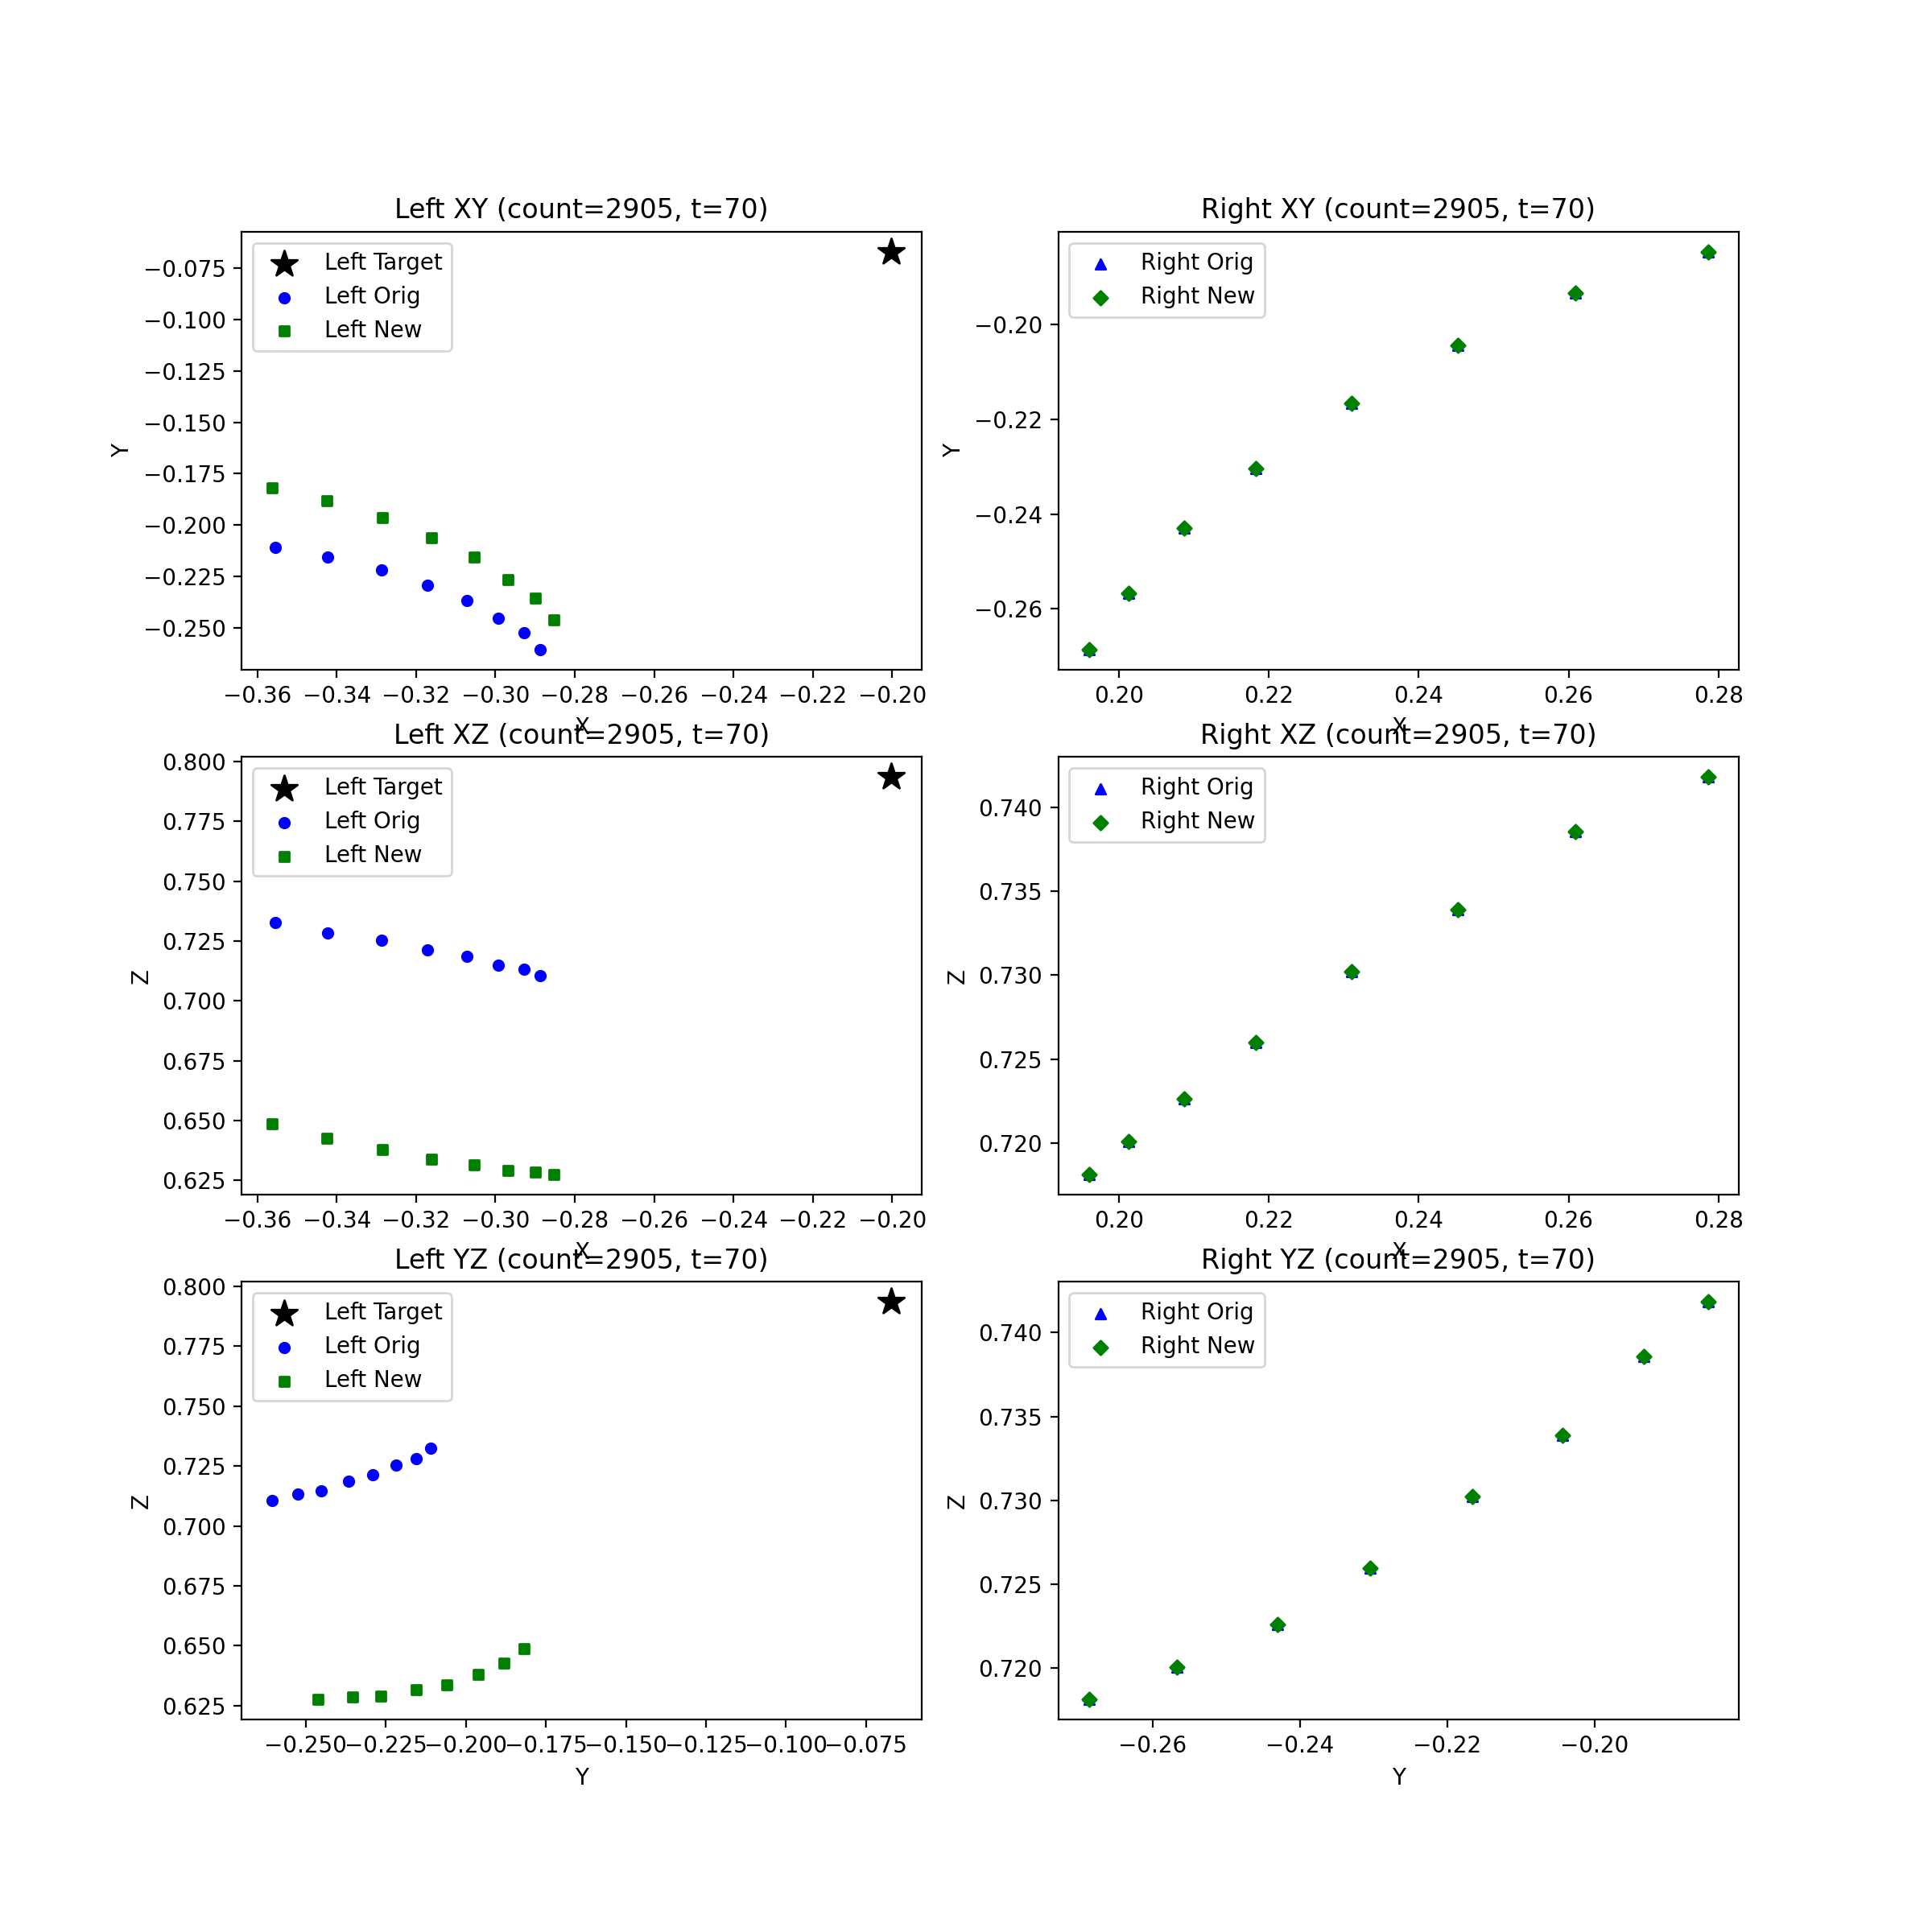 Left XY (count=2905, t=70)
Left Target
Left Orig
Left New
−0.075
−0.100
−0.125
−0.150
−0.175
−0.200
−0.225
−0.250
Y
−0.36 −0.34 −0.32 −0.30 −0.28 −0.26 −0.24 −0.22 −0.20
X
Right XY (count=2905, t=70)
Right Orig
Right New
−0.20
−0.22
−0.24
−0.26
Y
0.20 0.22 0.24 0.26 0.28
X
Left XZ (count=2905, t=70)
Left Target
Left Orig
Left New
0.800
0.775
0.750
0.725
0.700
0.675
0.650
0.625
Z
−0.36 −0.34 −0.32 −0.30 −0.28 −0.26 −0.24 −0.22 −0.20
X
Right XZ (count=2905, t=70)
Right Orig
Right New
0.740
0.735
0.730
0.725
0.720
Z
0.20 0.22 0.24 0.26 0.28
X
Left YZ (count=2905, t=70)
Left Target
Left Orig
Left New
0.800
0.775
0.750
0.725
0.700
0.675
0.650
0.625
Z
−0.250 −0.225 −0.200 −0.175 −0.150 −0.125 −0.100 −0.075
Y
Right YZ (count=2905, t=70)
Right Orig
Right New
0.740
0.735
0.730
0.725
0.720
Z
−0.26 −0.24 −0.22 −0.20
Y